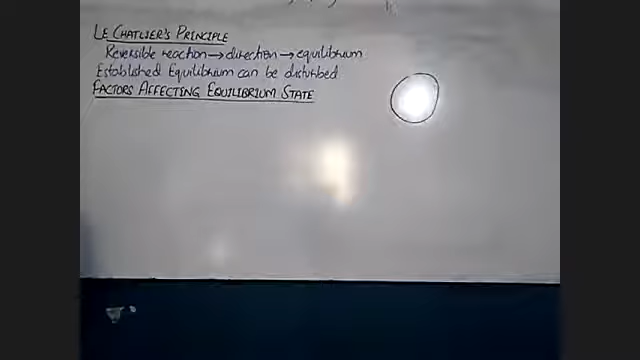 LE CHATLIER'S PRINCIPLE
Reversible reaction → direction → equilibrium
Established Equilibrium can be disturbed
FACTORS AFFECTING EQUILIBRIUM STATE